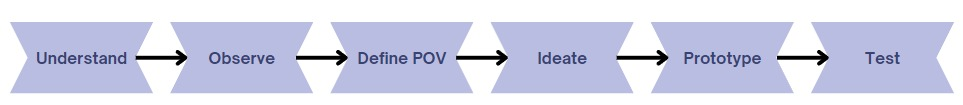 Understand
Observe
Define POV
Ideate
Prototype
Test